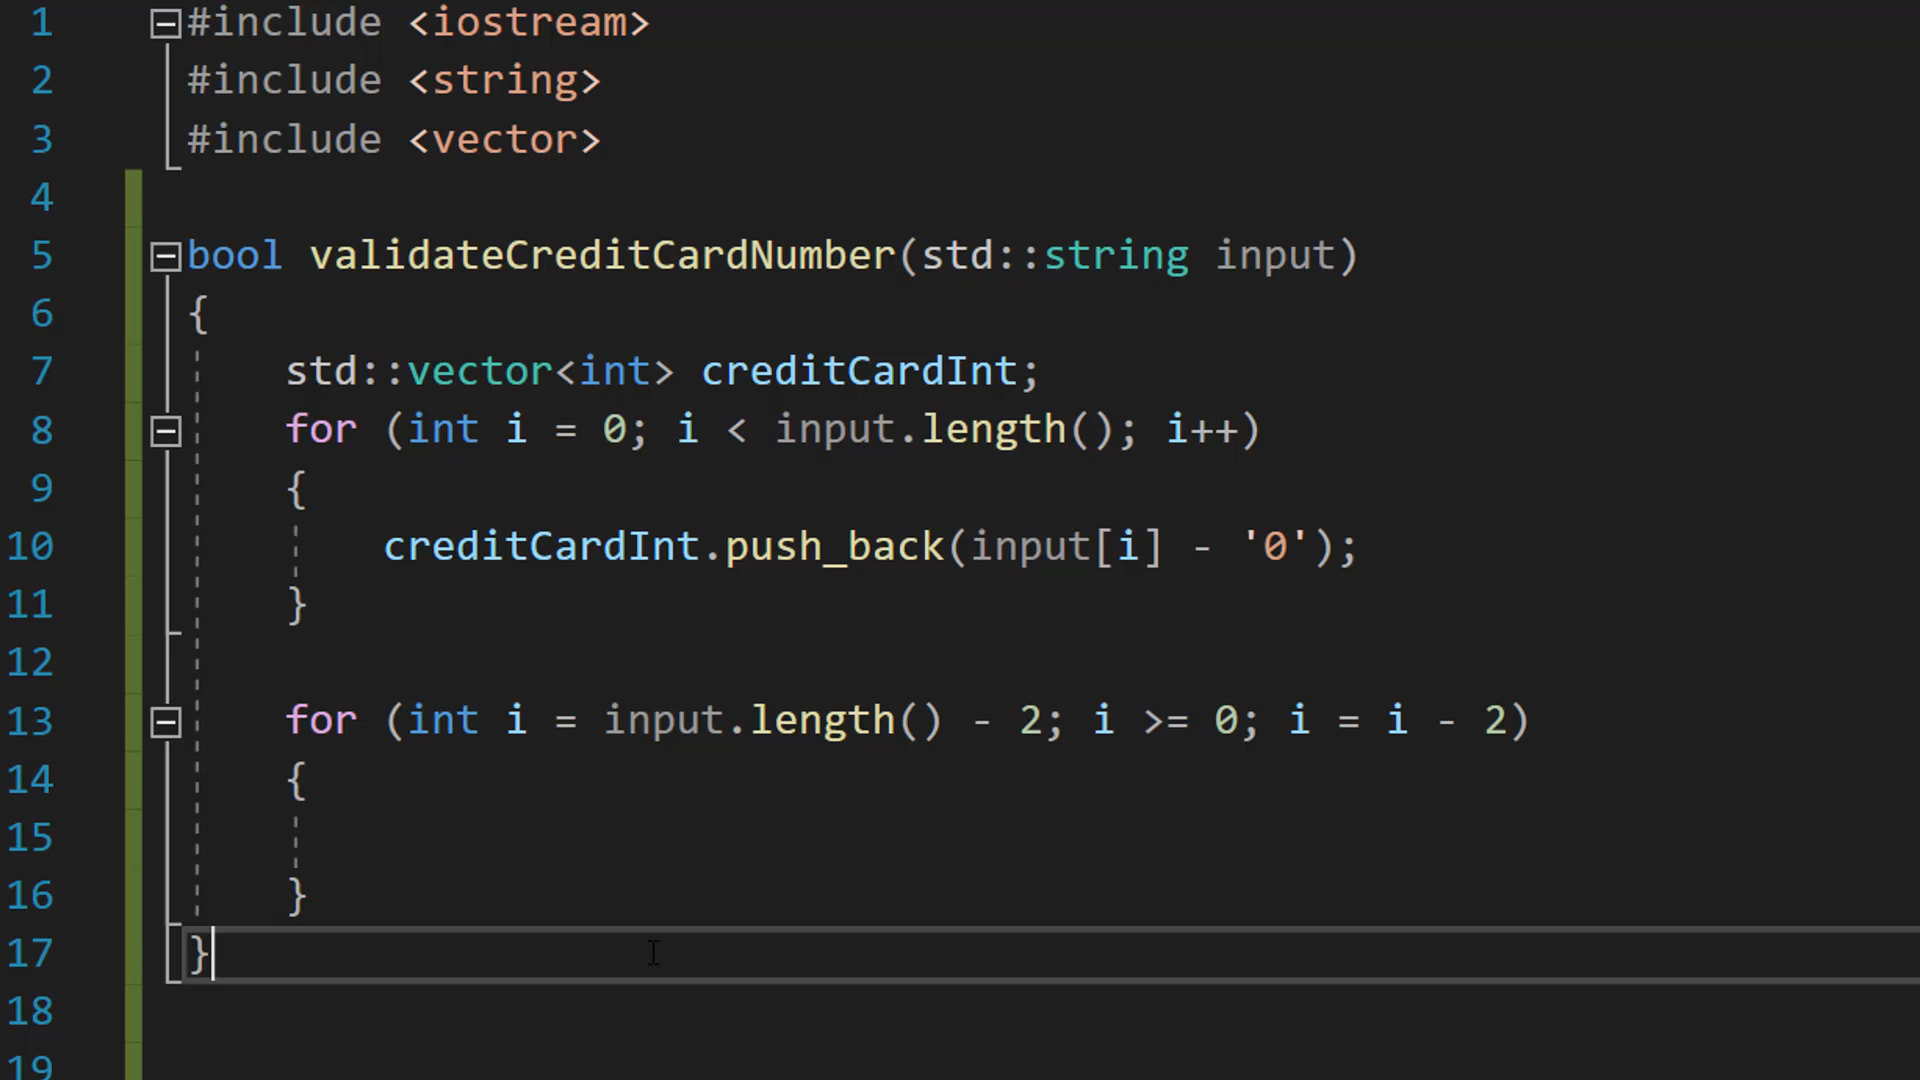 1 #include <iostream>
2 #include <string>
3 #include <vector>
4
5 bool validateCreditCardNumber(std::string input)
6 {
7     std::vector<int> creditCardInt;
8     for (int i = 0; i < input.length(); i++)
9     {
10         creditCardInt.push_back(input[i] - '0');
11     }
12
13     for (int i = input.length() - 2; i >= 0; i = i - 2)
14     {
15
16     }
17 }
18
19